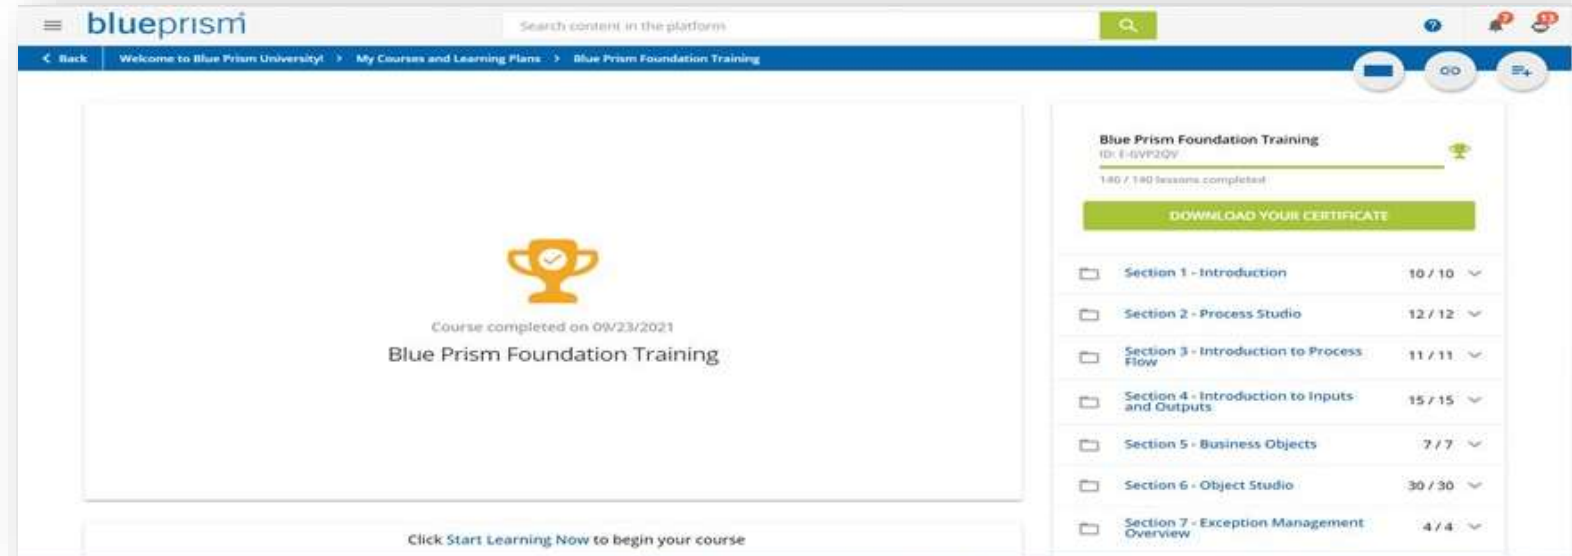 blueprism
Search content in the platform
Back
Welcome to Blue Prism University! > My Courses and Learning Plans > Blue Prism Foundation Training
Course completed on 09/23/2021
Blue Prism Foundation Training
Click Start Learning Now to begin your course
Blue Prism Foundation Training
ID: E-GVP2QV
140 / 140 lessons completed
DOWNLOAD YOUR CERTIFICATE
Section 1 - Introduction 10 / 10
Section 2 - Process Studio 12 / 12
Section 3 - Introduction to Process
Flow 11 / 11
Section 4 - Introduction to Inputs
and Outputs 15 / 15
Section 5 - Business Objects 7 / 7
Section 6 - Object Studio 30 / 30
Section 7 - Exception Management
Overview 4 / 4